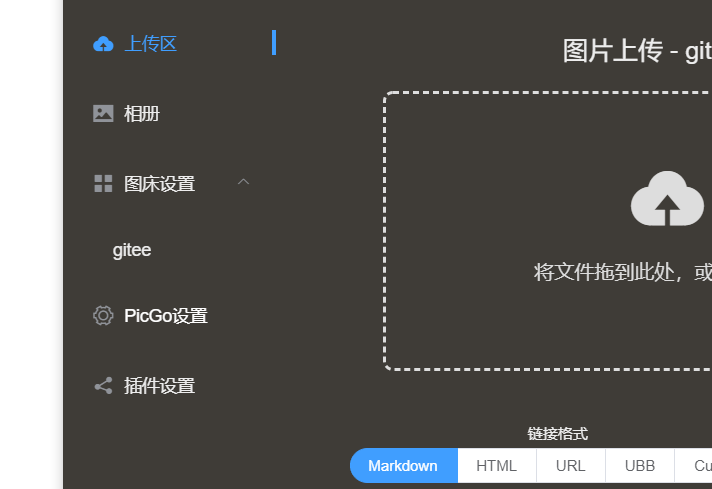 上传区
相册
图床设置
gitee
PicGo设置
插件设置
图片上传 - git
将文件拖到此处，或
链接格式
Markdown
HTML
URL
UBB
Cu